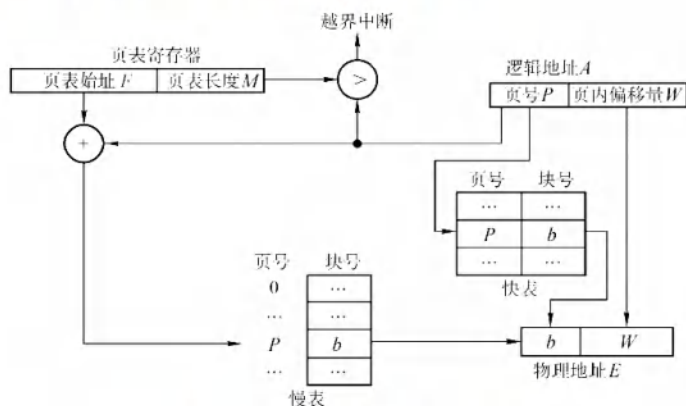 越界中断
页表寄存器
页表始址F 页表长度M
>
逻辑地址A
页号P 页内偏移量W
+
页号 块号
… …
P b
… …
快表
页号 块号
0 …
… …
P b
… …
慢表
b W
物理地址E